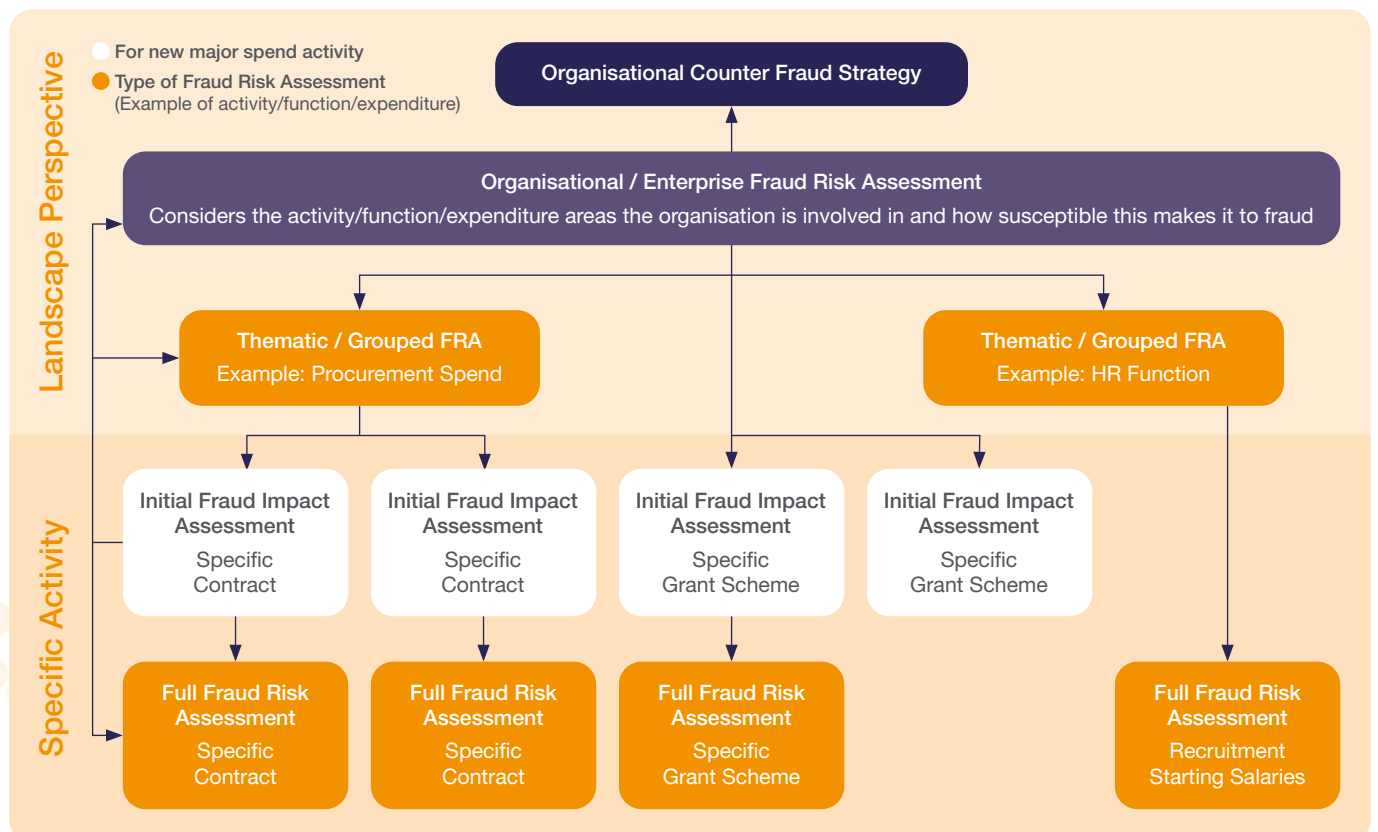 Landscape Perspective
For new major spend activity
Type of Fraud Risk Assessment
(Example of activity/function/expenditure)
Organisational Counter Fraud Strategy
Organisational / Enterprise Fraud Risk Assessment
Considers the activity/function/expenditure areas the organisation is involved in and how susceptible this makes it to fraud
Thematic / Grouped FRA
Example: Procurement Spend
Thematic / Grouped FRA
Example: HR Function
Specific Activity
Initial Fraud Impact
Assessment
Specific
Contract
Initial Fraud Impact
Assessment
Specific
Contract
Initial Fraud Impact
Assessment
Specific
Grant Scheme
Initial Fraud Impact
Assessment
Specific
Grant Scheme
Full Fraud Risk
Assessment
Specific
Contract
Full Fraud Risk
Assessment
Specific
Contract
Full Fraud Risk
Assessment
Specific
Grant Scheme
Full Fraud Risk
Assessment
Recruitment
Starting Salaries